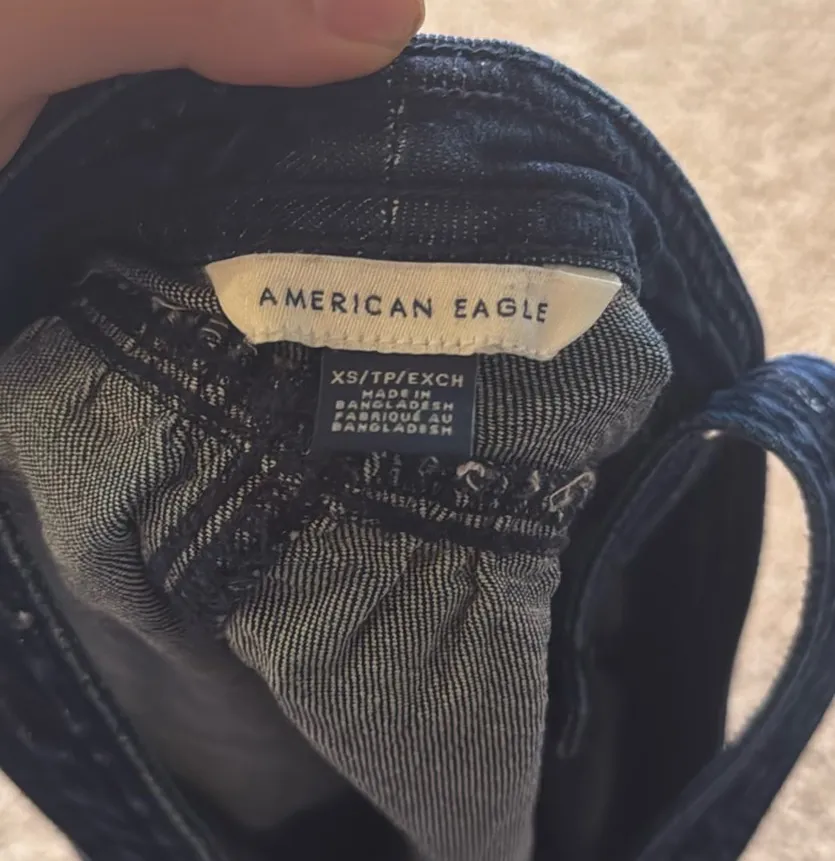 AMERICAN EAGLE
XS/TP/EXCH
MADE IN
BANGLADESH
FABRIQUÉ AU
BANGLADESH